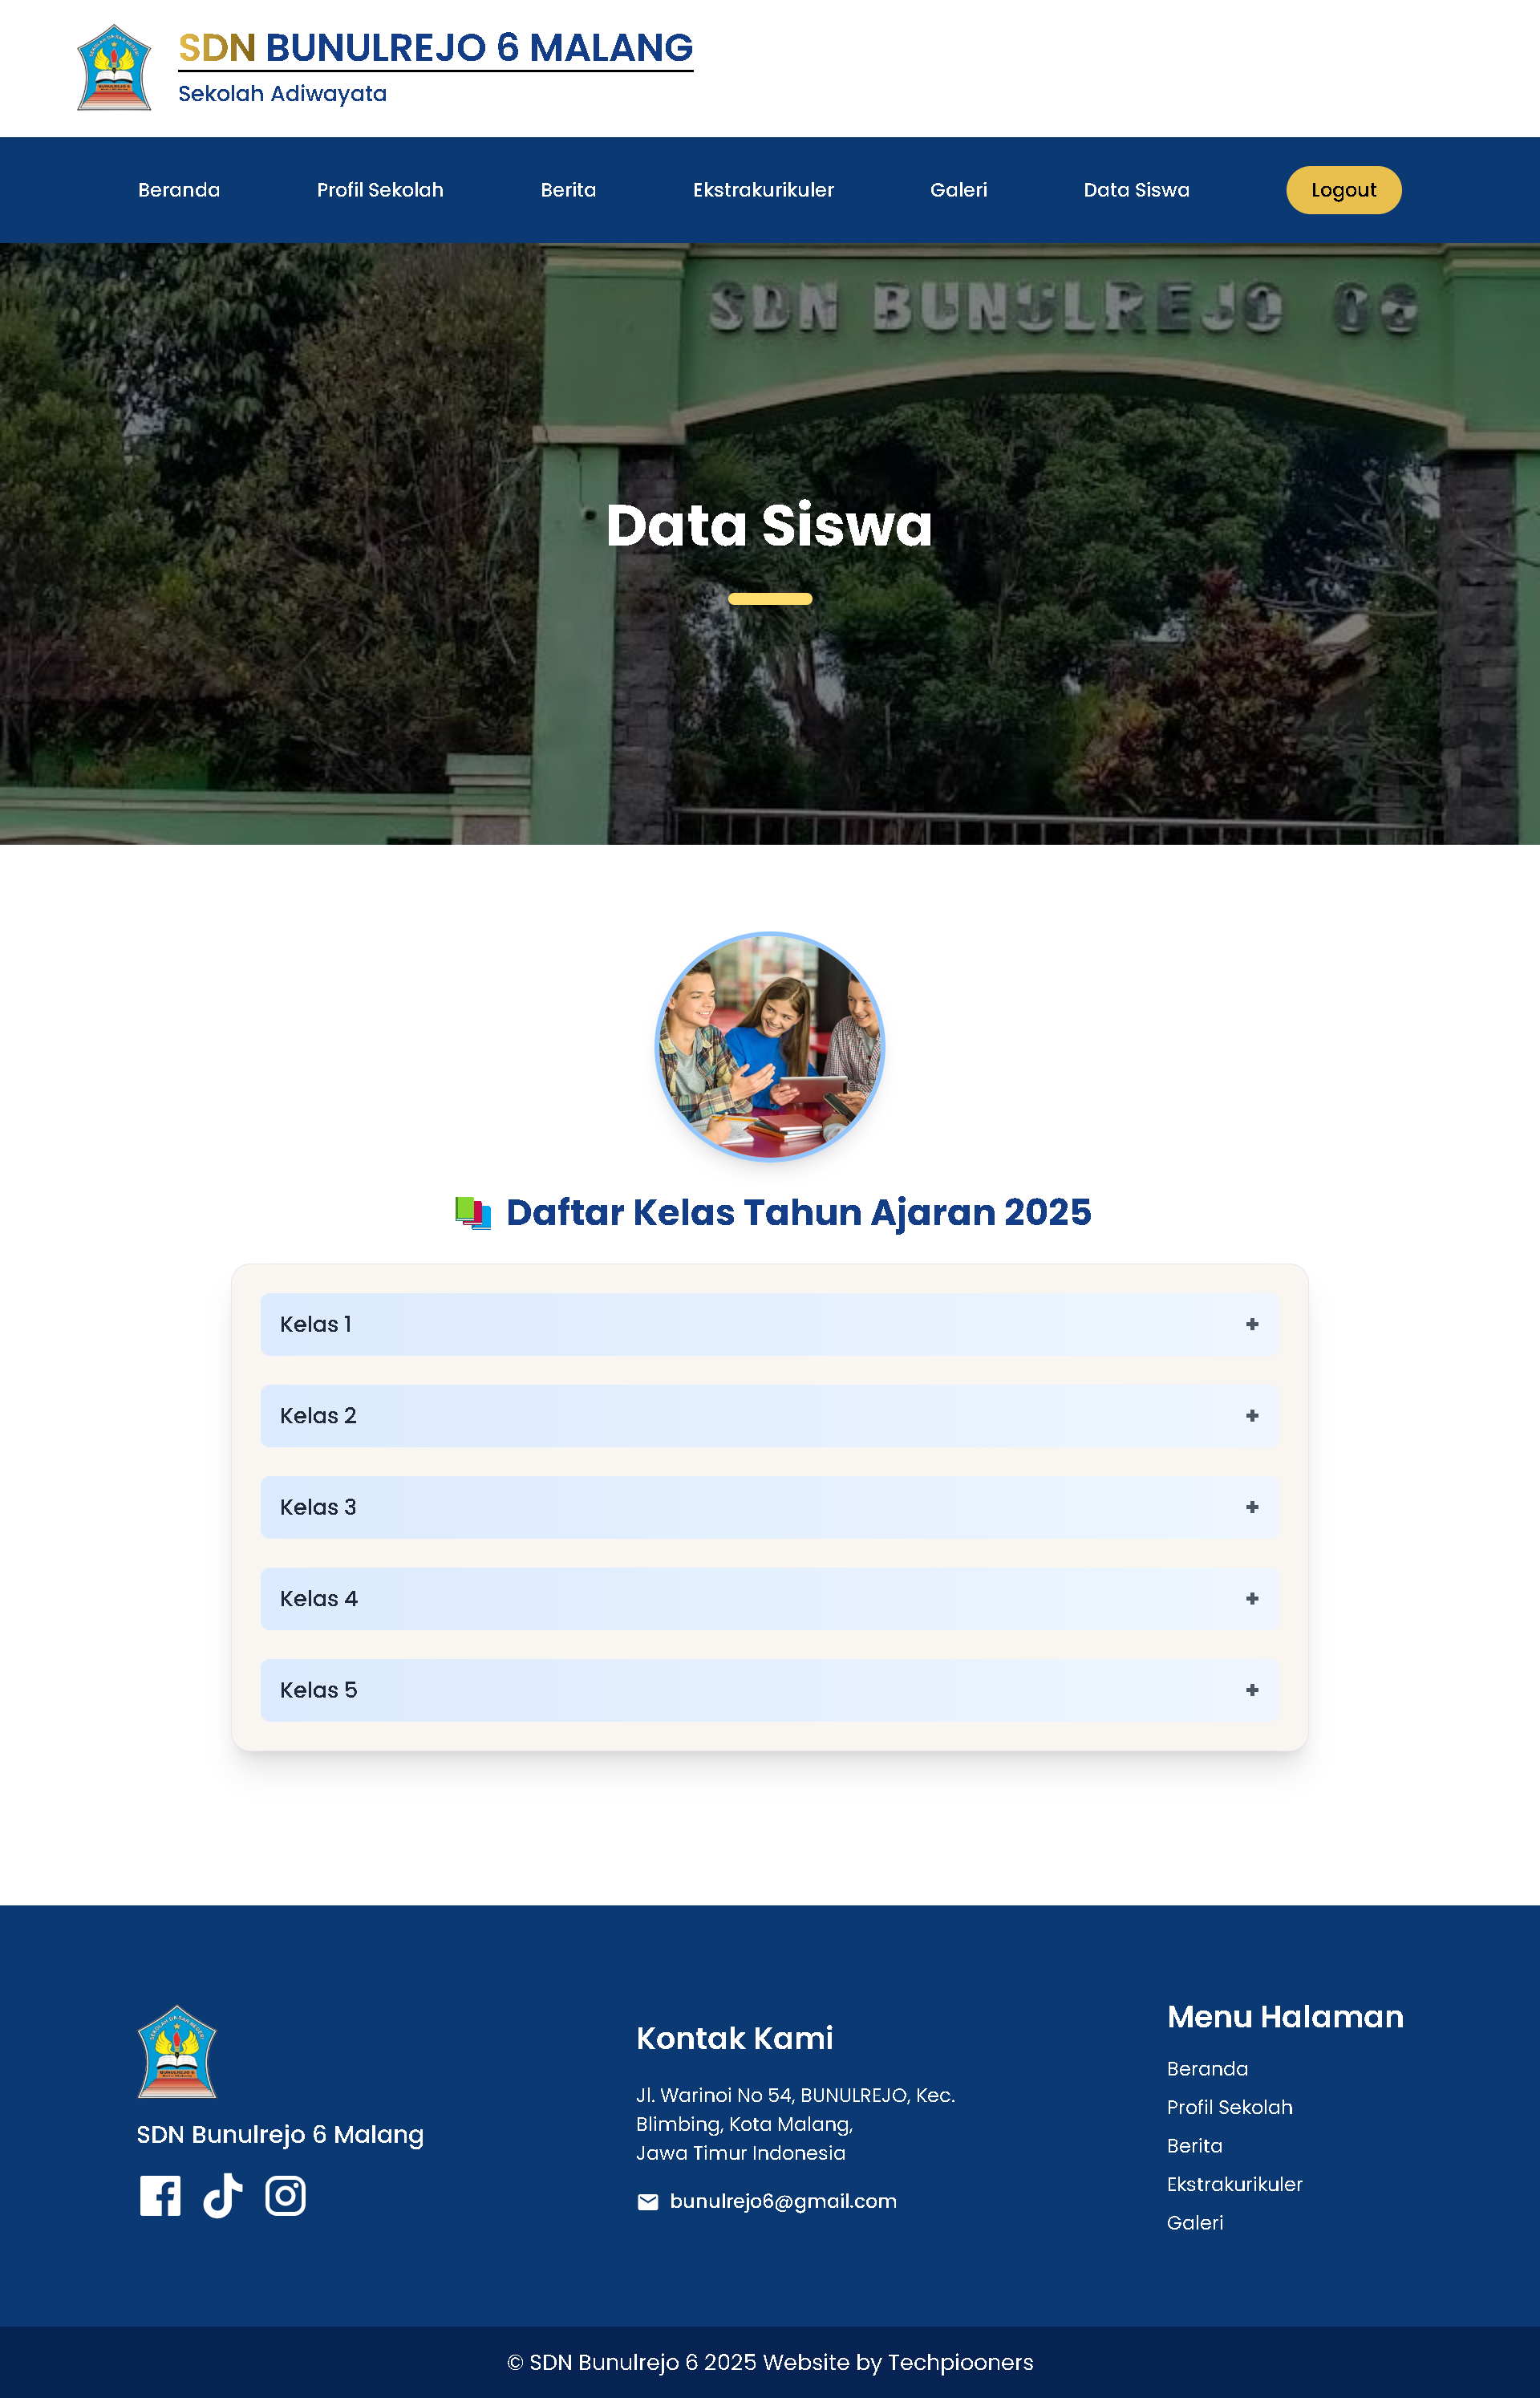 SDN BUNULREJO 6 MALANG
Sekolah Adiwayata
Beranda
Profil Sekolah
Berita
Ekstrakurikuler
Galeri
Data Siswa
Logout
SDN BUNULREJO 06
Data Siswa
Daftar Kelas Tahun Ajaran 2025
Kelas 1 +
Kelas 2 +
Kelas 3 +
Kelas 4 +
Kelas 5 +
SDN Bunulrejo 6 Malang
Kontak Kami
Jl. Warinoi No 54, BUNULREJO, Kec.
Blimbing, Kota Malang,
Jawa Timur Indonesia
bunulrejo6@gmail.com
Menu Halaman
Beranda
Profil Sekolah
Berita
Ekstrakurikuler
Galeri
© SDN Bunulrejo 6 2025 Website by Techpiooners